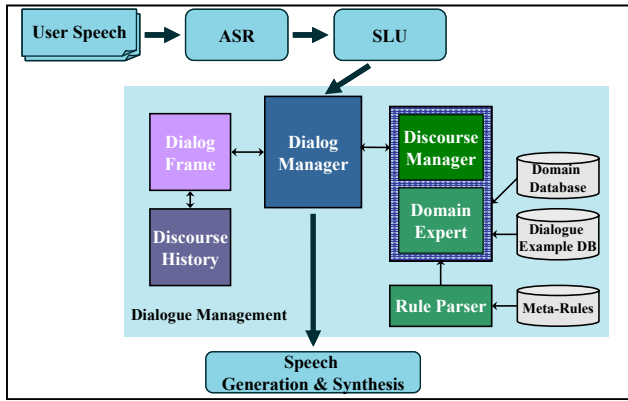 User Speech
ASR
SLU
Dialog
Frame
Dialog
Manager
Discourse
Manager
Domain
Database
Domain
Expert
Dialogue
Example DB
Discourse
History
Rule Parser
Meta-Rules
Dialogue Management
Speech
Generation & Synthesis